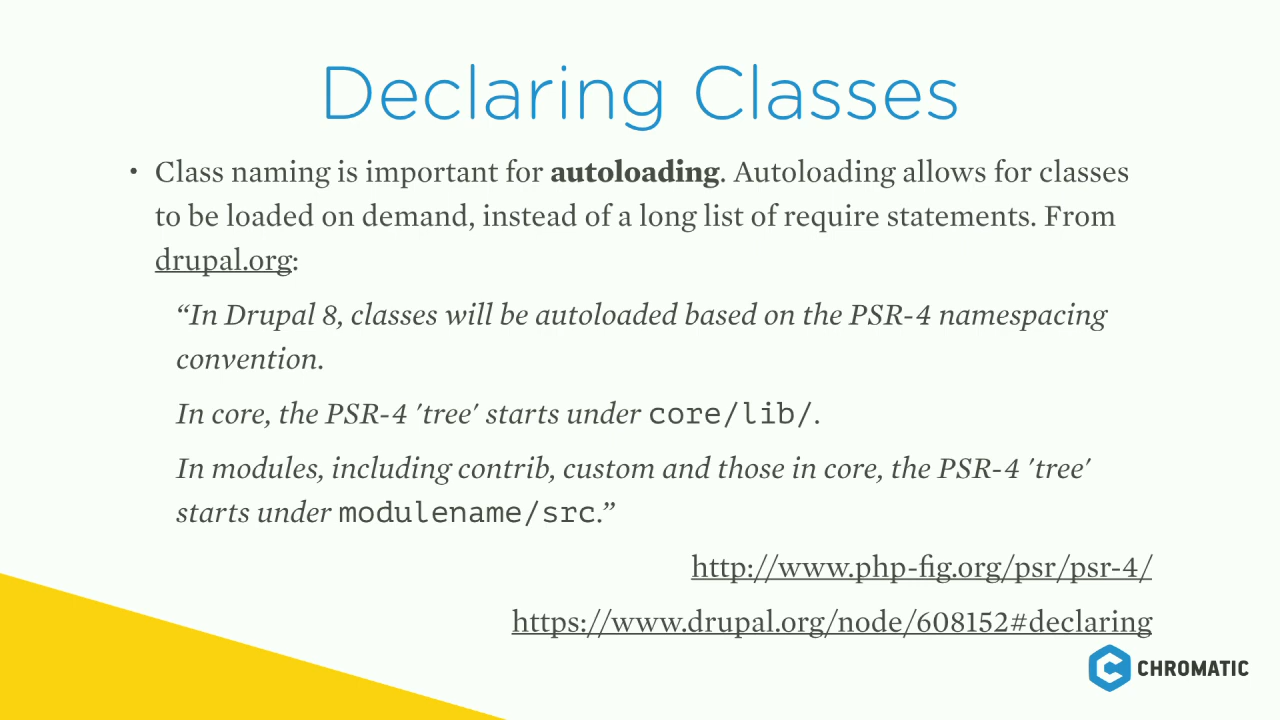 Declaring Classes
• Class naming is important for autoloading. Autoloading allows for classes
to be loaded on demand, instead of a long list of require statements. From
drupal.org:
“In Drupal 8, classes will be autoloaded based on the PSR-4 namespacing
convention.
In core, the PSR-4 'tree' starts under core/lib/.
In modules, including contrib, custom and those in core, the PSR-4 'tree'
starts under modulename/src.”
http://www.php-fig.org/psr/psr-4/
https://www.drupal.org/node/608152#declaring
CHROMATIC